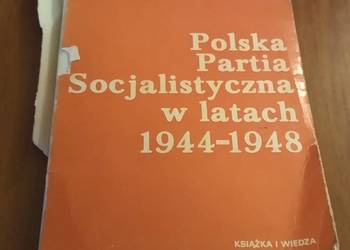 Polska
Partia
Socjalistyczna
w latach
1944-1948
KSIĄŻKA I WIEDZA